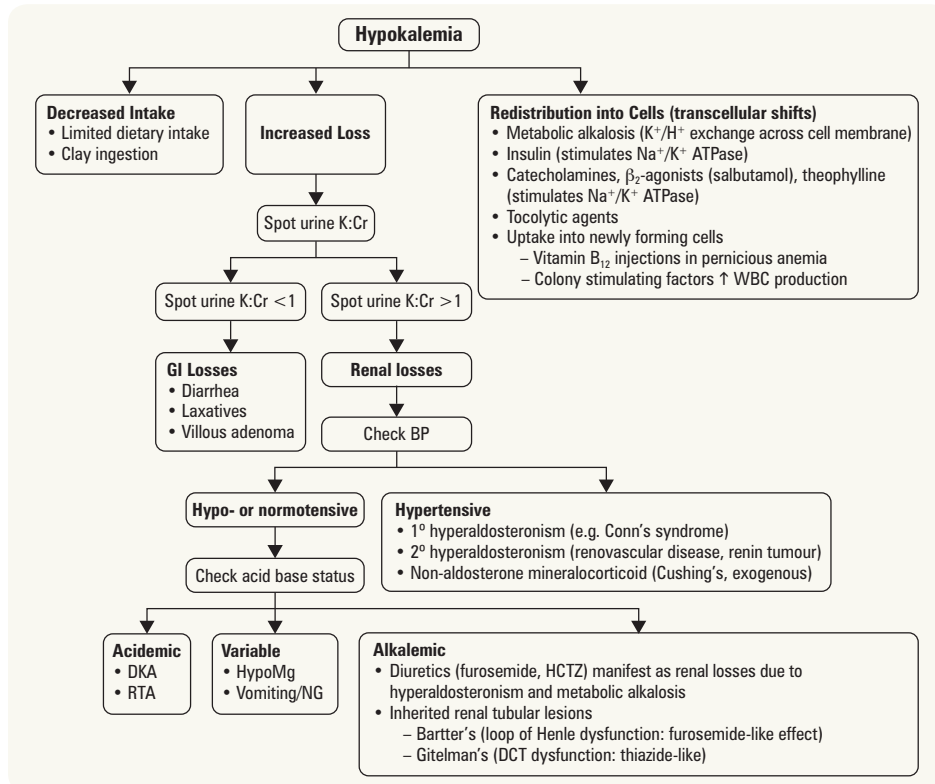 Hypokalemia
Decreased Intake
• Limited dietary intake
• Clay ingestion
Increased Loss
Redistribution into Cells (transcellular shifts)
• Metabolic alkalosis (K⁺/H⁺ exchange across cell membrane)
• Insulin (stimulates Na⁺/K⁺ ATPase)
• Catecholamines, β₂-agonists (salbutamol), theophylline
(stimulates Na⁺/K⁺ ATPase)
• Tocolytic agents
• Uptake into newly forming cells
– Vitamin B₁₂ injections in pernicious anemia
– Colony stimulating factors ↑ WBC production
Spot urine K:Cr
Spot urine K:Cr <1
Spot urine K:Cr >1
GI Losses
• Diarrhea
• Laxatives
• Villous adenoma
Renal losses
Check BP
Hypo- or normotensive
Hypertensive
• 1º hyperaldosteronism (e.g. Conn's syndrome)
• 2º hyperaldosteronism (renovascular disease, renin tumour)
• Non-aldosterone mineralocorticoid (Cushing's, exogenous)
Check acid base status
Acidemic
• DKA
• RTA
Variable
• HypoMg
• Vomiting/NG
Alkalemic
• Diuretics (furosemide, HCTZ) manifest as renal losses due to
hyperaldosteronism and metabolic alkalosis
• Inherited renal tubular lesions
– Bartter's (loop of Henle dysfunction: furosemide-like effect)
– Gitelman's (DCT dysfunction: thiazide-like)